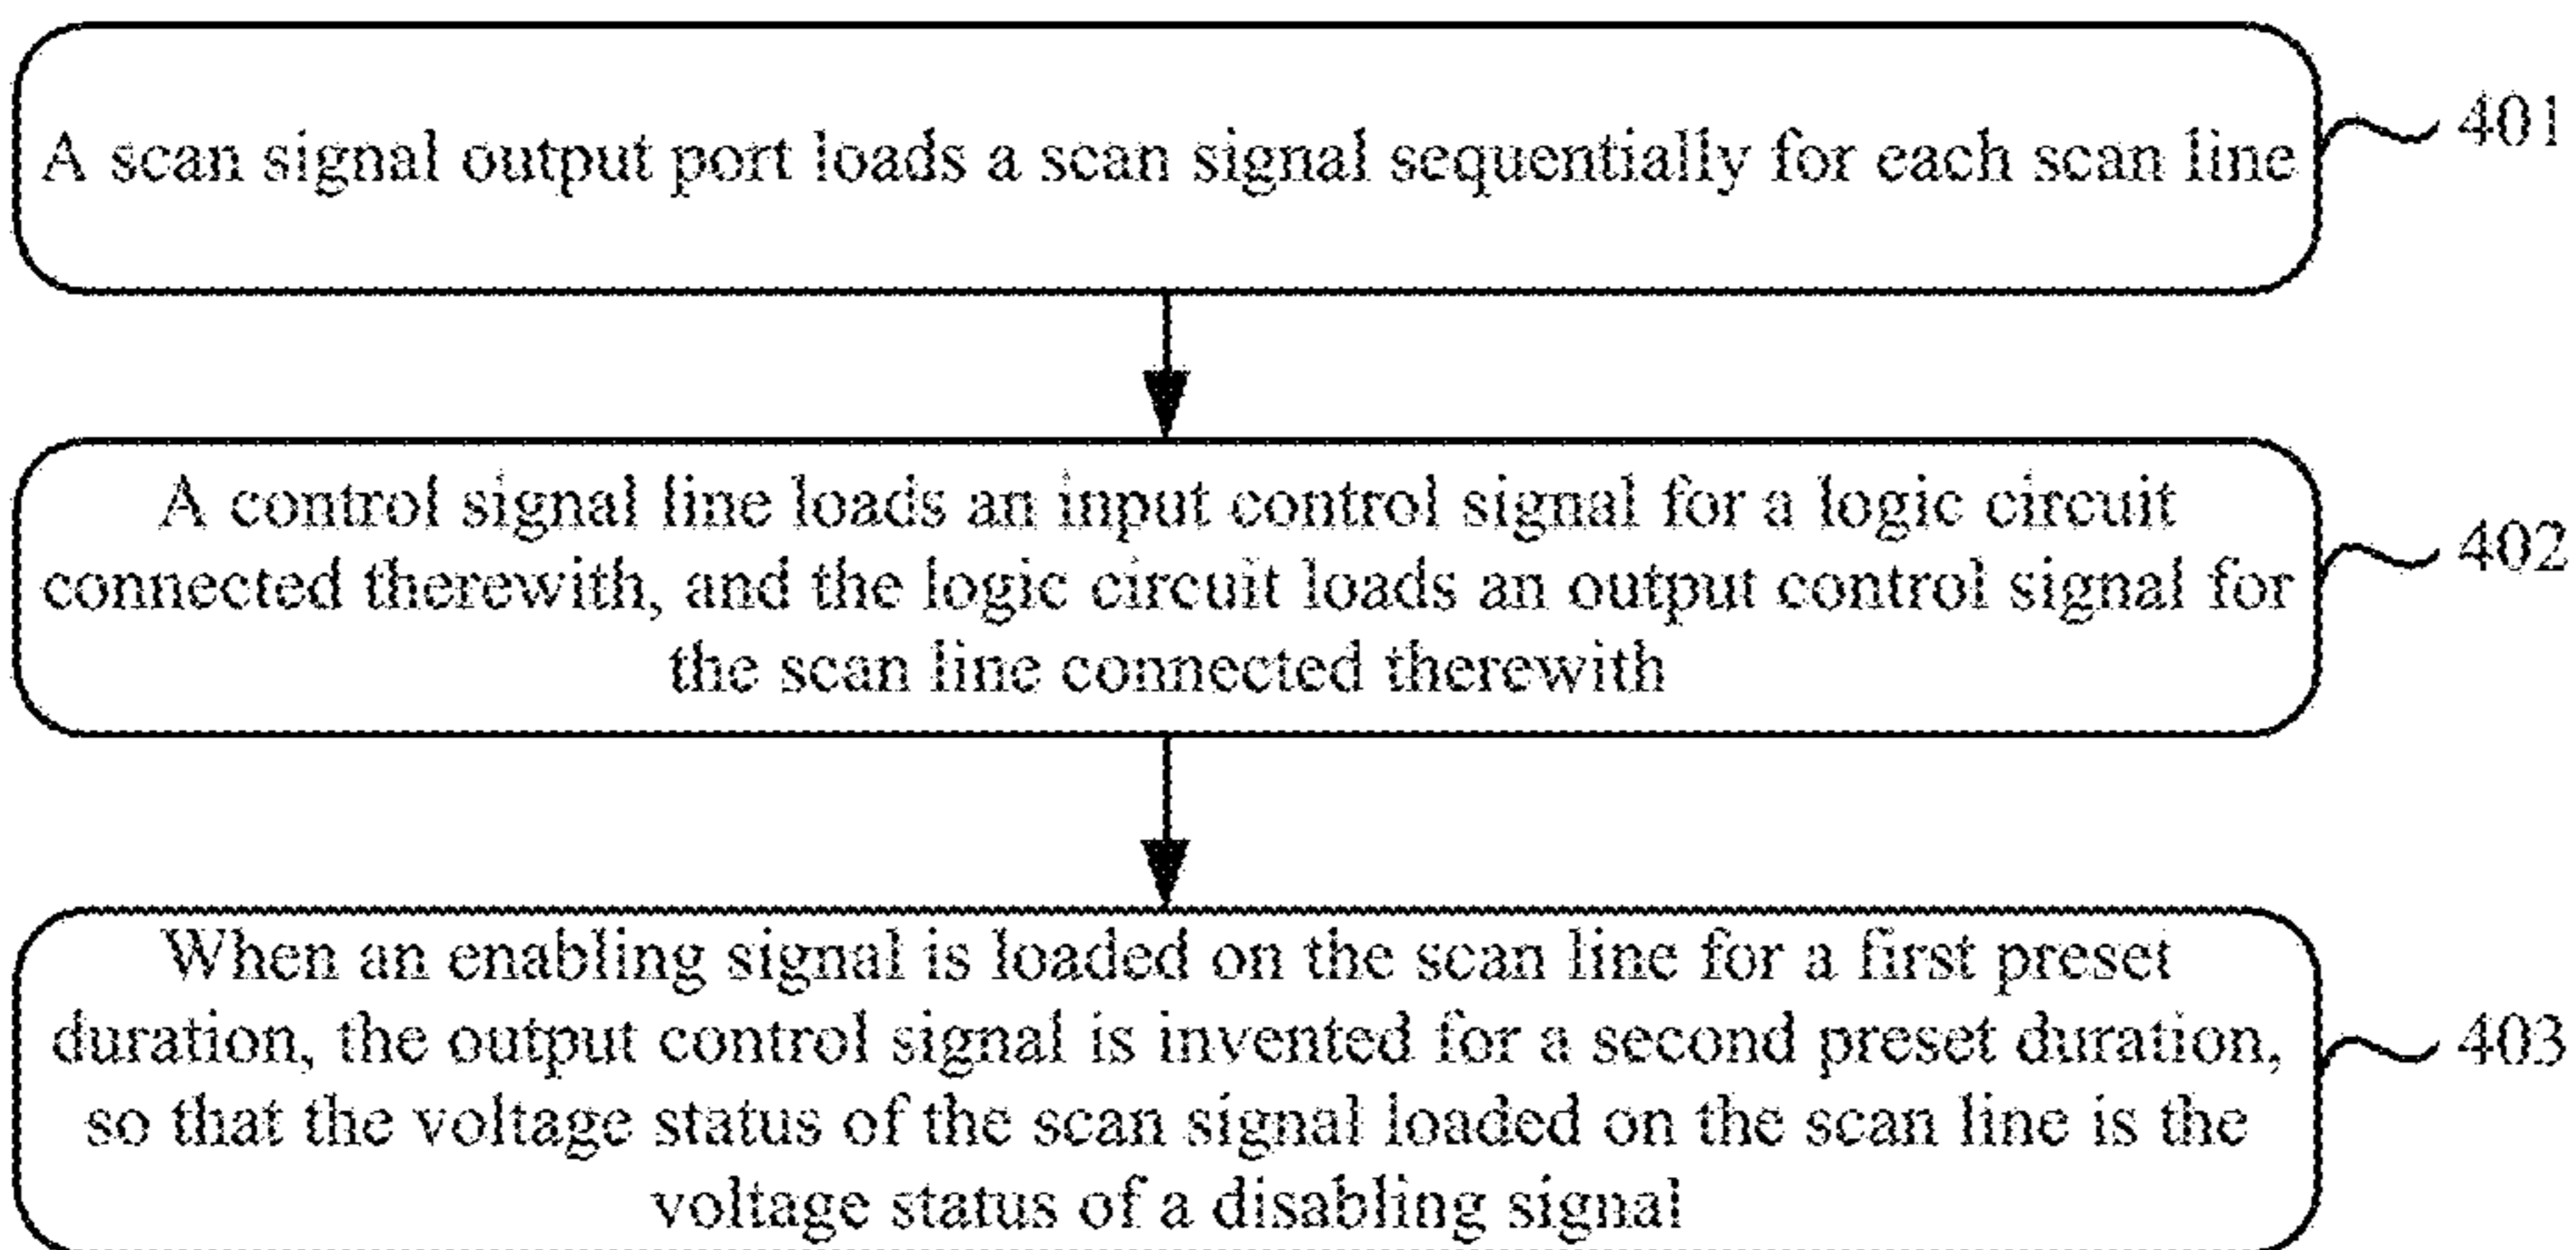 A scan signal output port loads a scan signal sequentially for each scan line
401
A control signal line loads an input control signal for a logic circuit
connected therewith, and the logic circuit loads an output control signal for
the scan line connected therewith
402
When an enabling signal is loaded on the scan line for a first preset
duration, the output control signal is invented for a second preset duration,
so that the voltage status of the scan signal loaded on the scan line is the
voltage status of a disabling signal
403